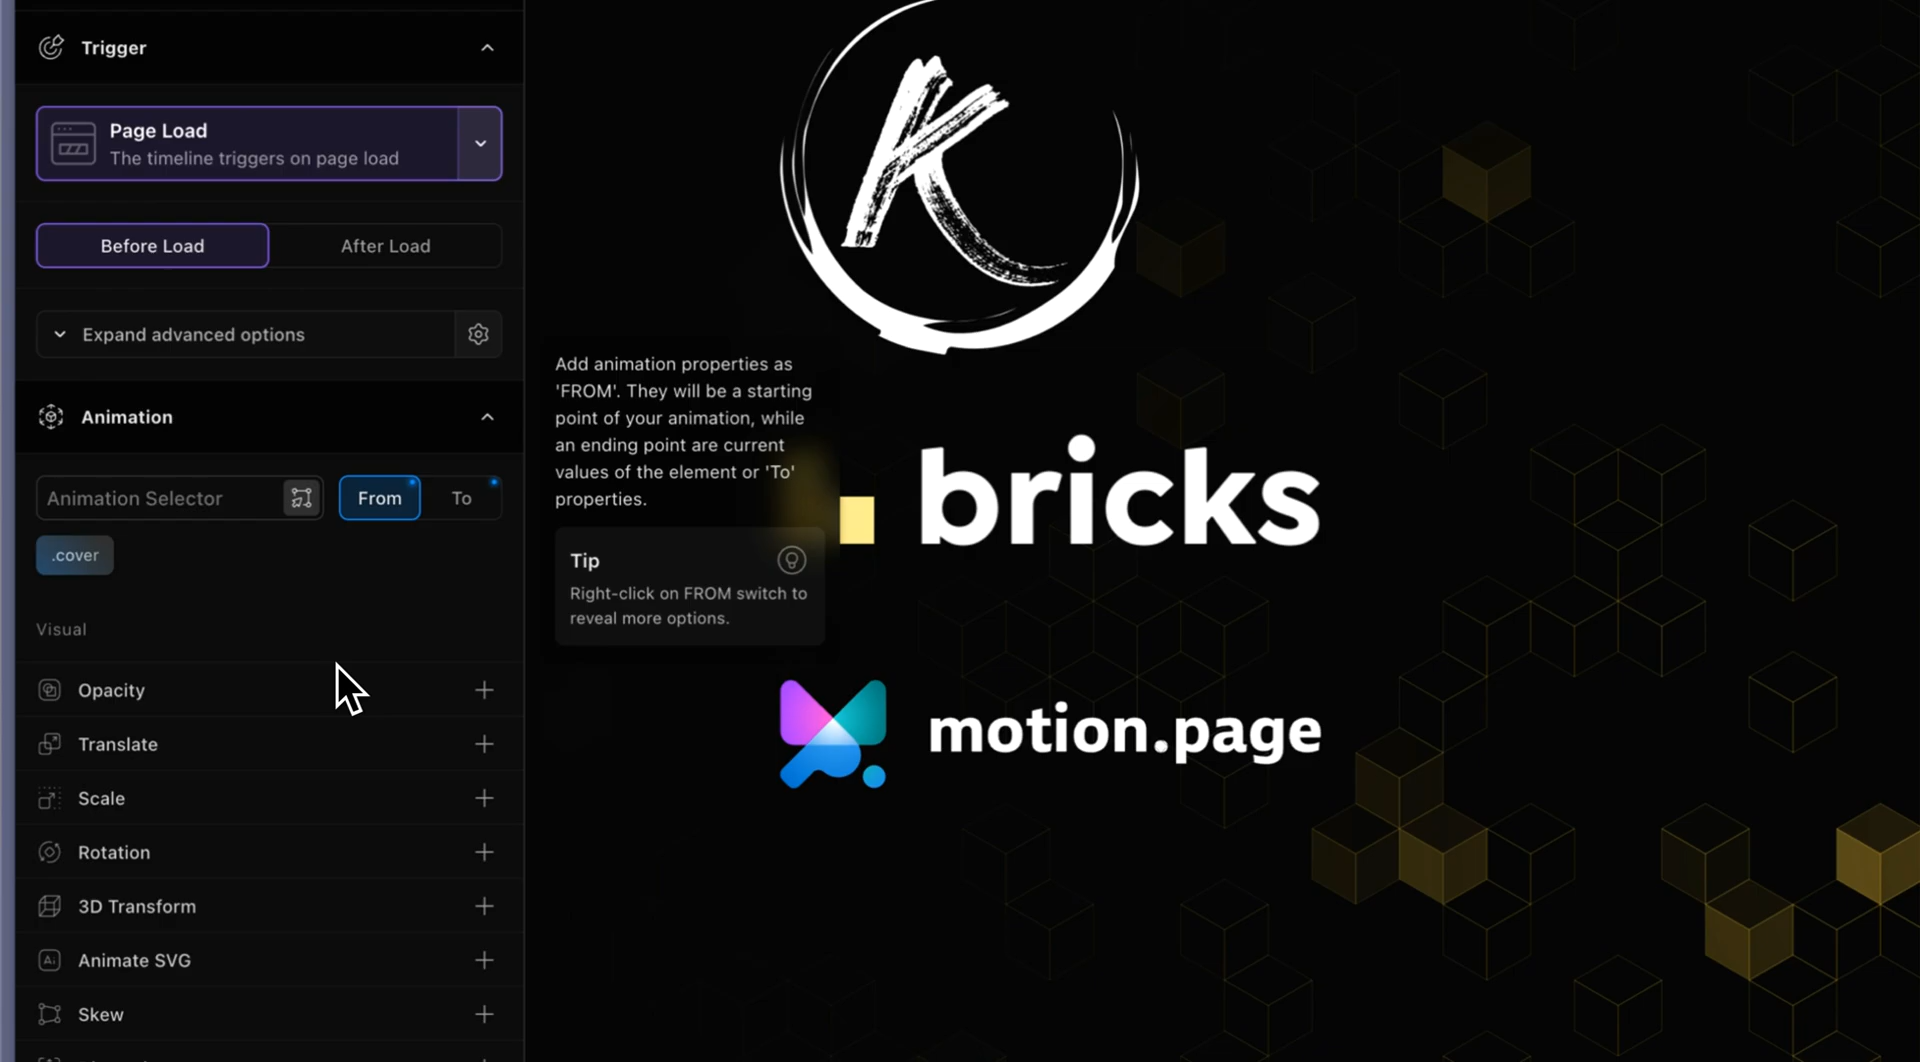 Trigger
Page Load
The timeline triggers on page load
Before Load
After Load
Expand advanced options
Animation
Animation Selector
From
To
.cover
Visual
Opacity
Translate
Scale
Rotation
3D Transform
Animate SVG
Skew
K
Add animation properties as
'FROM'. They will be a starting
point of your animation, while
an ending point are current
values of the element or 'To'
properties.
Tip
Right-click on FROM switch to
reveal more options.
bricks
motion.page